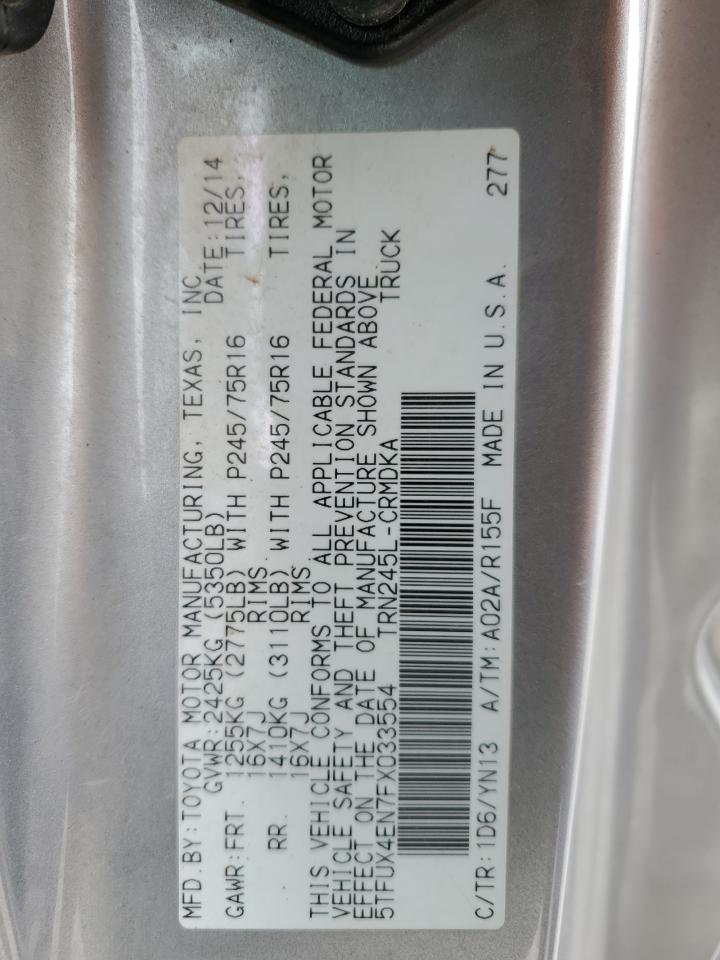 MFD.BY:TOYOTA MOTOR MANUFACTURING, TEXAS, INC.
GVWR:2425KG (5350LB) DATE:12/14
GAWR:FRT. 1255KG (2775LB) WITH P245/75R16 TIRES,
16X7J RIMS
RR. 1410KG (3110LB) WITH P245/75R16 TIRES,
16X7J RIMS
THIS VEHICLE CONFORMS TO ALL APPLICABLE FEDERAL MOTOR
VEHICLE SAFETY AND THEFT PREVENTION STANDARDS IN
EFFECT ON THE DATE OF MANUFACTURE SHOWN ABOVE.
5TFUX4EN7FX033554 TRN245L-CRMDKA TRUCK
C/TR:1D6/YN13 A/TM:A02A/R155F MADE IN U.S.A. 277